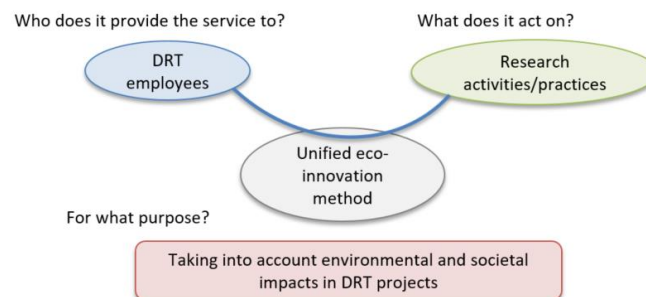 Who does it provide the service to?
What does it act on?
DRT
employees
Research
activities/practices
Unified eco-
innovation
method
For what purpose?
Taking into account environmental and societal
impacts in DRT projects